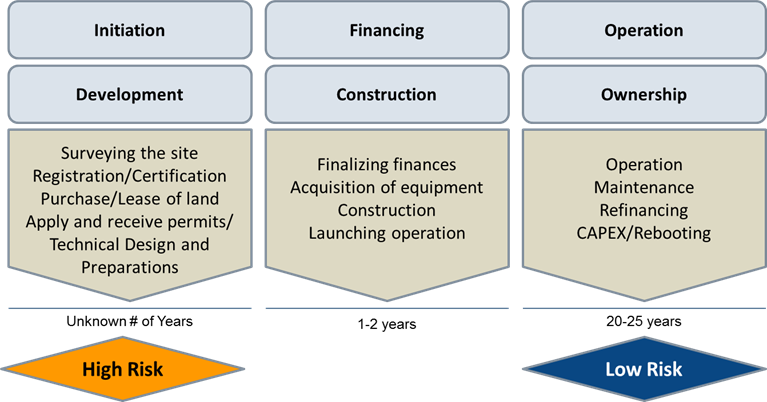 Initiation
Financing
Operation
Development
Construction
Ownership
Surveying the site
Registration/Certification
Purchase/Lease of land
Apply and receive permits/
Technical Design and
Preparations
Finalizing finances
Acquisition of equipment
Construction
Launching operation
Operation
Maintenance
Refinancing
CAPEX/Rebooting
Unknown # of Years
1-2 years
20-25 years
High Risk
Low Risk